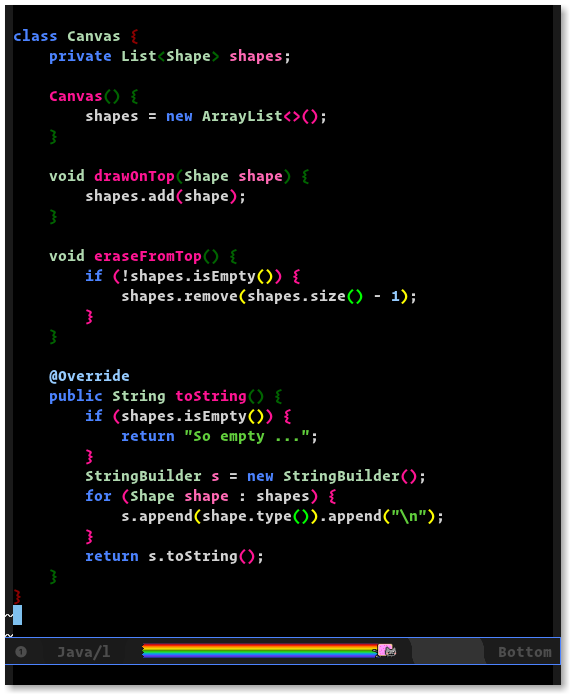 class Canvas {
    private List<Shape> shapes;

    Canvas() {
        shapes = new ArrayList<>();
    }

    void drawOnTop(Shape shape) {
        shapes.add(shape);
    }

    void eraseFromTop() {
        if (!shapes.isEmpty()) {
            shapes.remove(shapes.size() - 1);
        }
    }

    @Override
    public String toString() {
        if (shapes.isEmpty()) {
            return "So empty ...";
        }
        StringBuilder s = new StringBuilder();
        for (Shape shape : shapes) {
            s.append(shape.type()).append("\n");
        }
        return s.toString();
    }
}
~
~
❶ Java/l Bottom